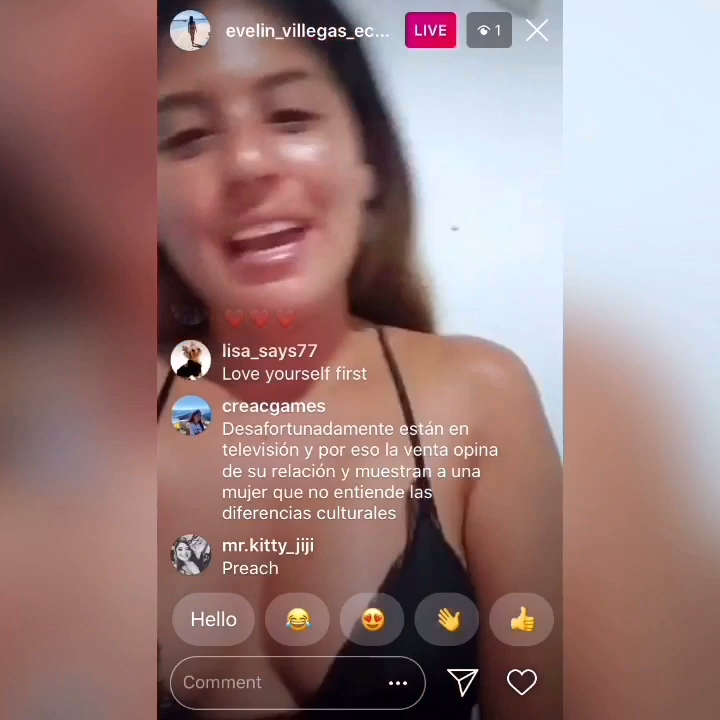 evelin_villegas_ec...
LIVE
1
lisa_says77
Love yourself first
creacgames
Desafortunadamente están en
televisión y por eso la venta opina
de su relación y muestran a una
mujer que no entiende las
diferencias culturales
mr.kitty_jiji
Preach
Hello
Comment